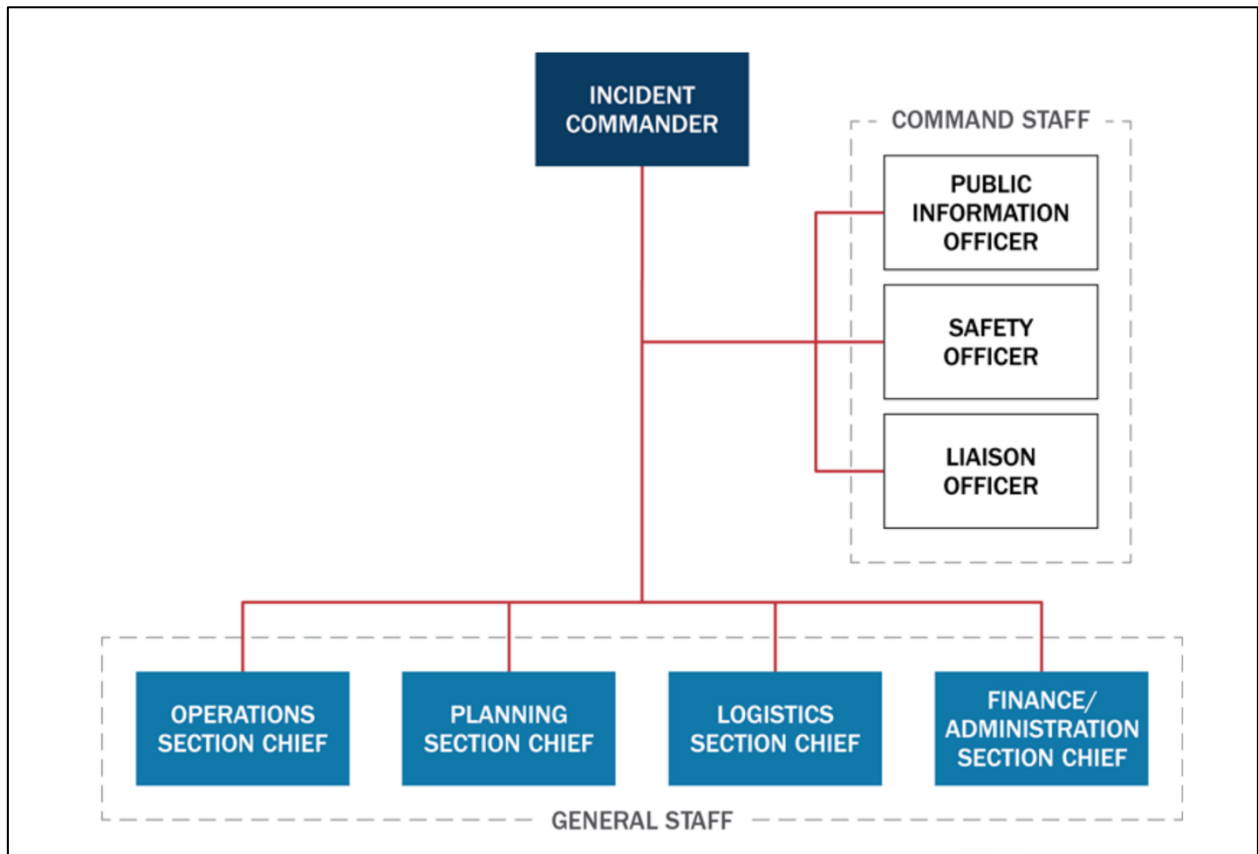 INCIDENT
COMMANDER
COMMAND STAFF
PUBLIC
INFORMATION
OFFICER
SAFETY
OFFICER
LIAISON
OFFICER
OPERATIONS
SECTION CHIEF
PLANNING
SECTION CHIEF
LOGISTICS
SECTION CHIEF
FINANCE/
ADMINISTRATION
SECTION CHIEF
GENERAL STAFF